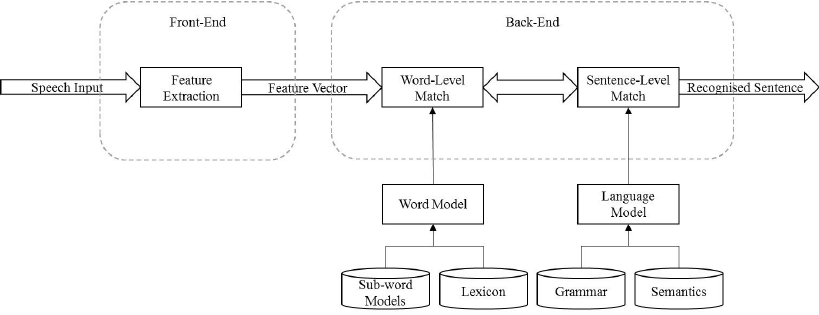 Front-End
Back-End
Speech Input
Feature
Extraction
Feature Vector
Word-Level
Match
Sentence-Level
Match
Recognised Sentence
Word Model
Language
Model
Sub-word
Models
Lexicon
Grammar
Semantics